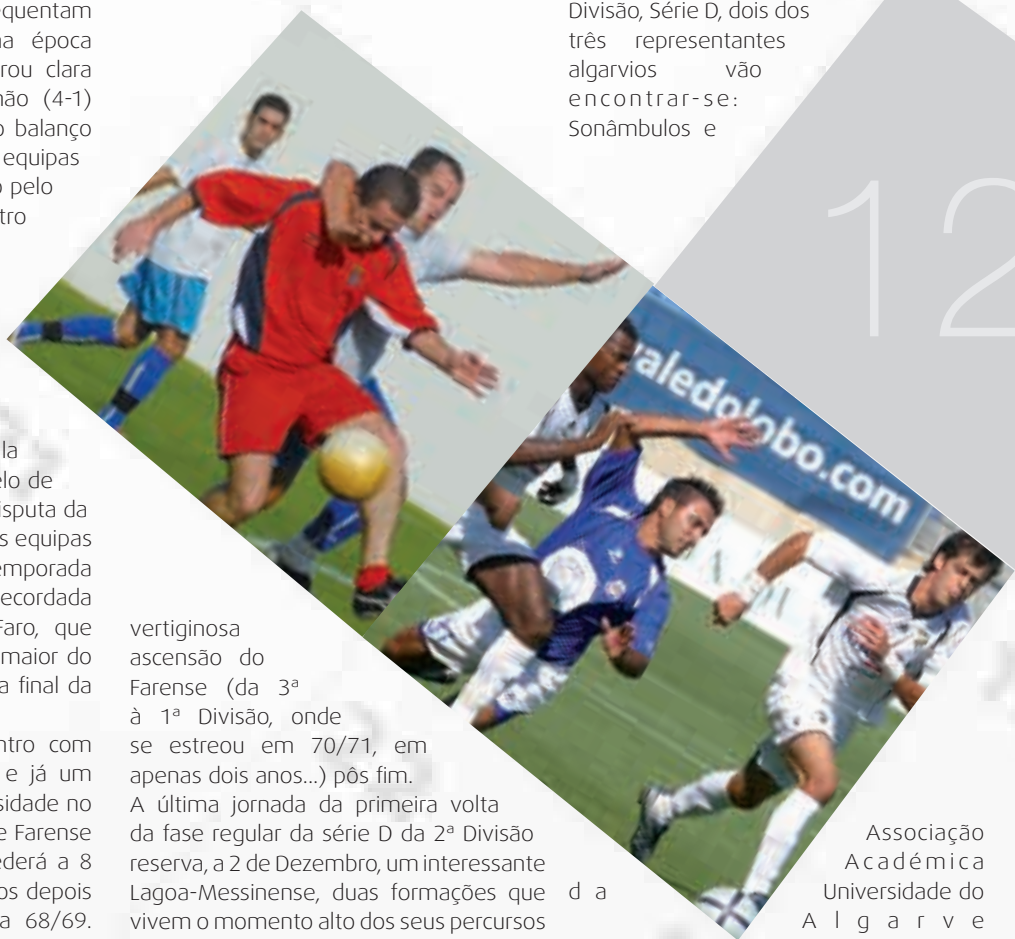 quentam
na época
rou clara
não (4-1)
o balanço
equipas
o pelo
tro
la
elo de
isputa da
s equipas
emporada
ecordada
Faro, que
maior do
a final da
ntro com
e já um
sidade no
e Farense
ederá a 8
os depois
a 68/69.
vertiginosa
ascensão do
Farense (da 3ª
à 1ª Divisão, onde
se estreou em 70/71, em
apenas dois anos...) pôs fim.
A última jornada da primeira volta
da fase regular da série D da 2ª Divisão
reserva, a 2 de Dezembro, um interessante
Lagoa-Messinense, duas formações que
vivem o momento alto dos seus percursos
Divisão, Série D, dois dos
três representantes
algarvios vão
encontrar-se:
Sonâmbulos e
d a
Associação
Académica
Universidade do
Algarve
12
valedolobo.com